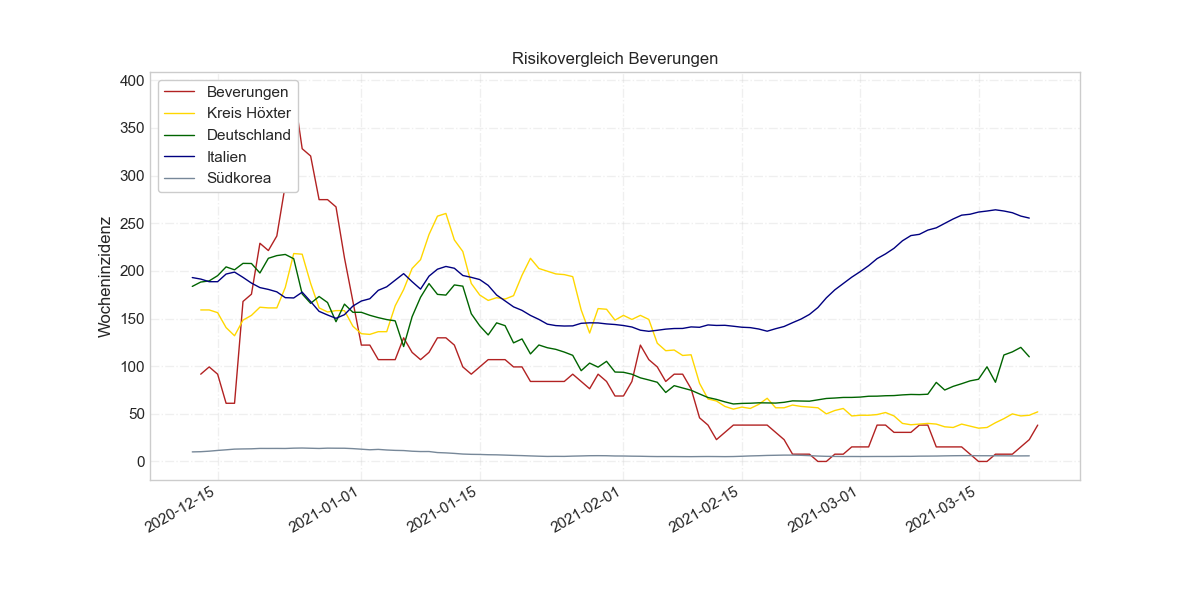 Risikovergleich Beverungen
Wocheninzidenz
400
350
300
250
200
150
100
50
0
Beverungen
Kreis Höxter
Deutschland
Italien
Südkorea
2020-12-15
2021-01-01
2021-01-15
2021-02-01
2021-02-15
2021-03-01
2021-03-15